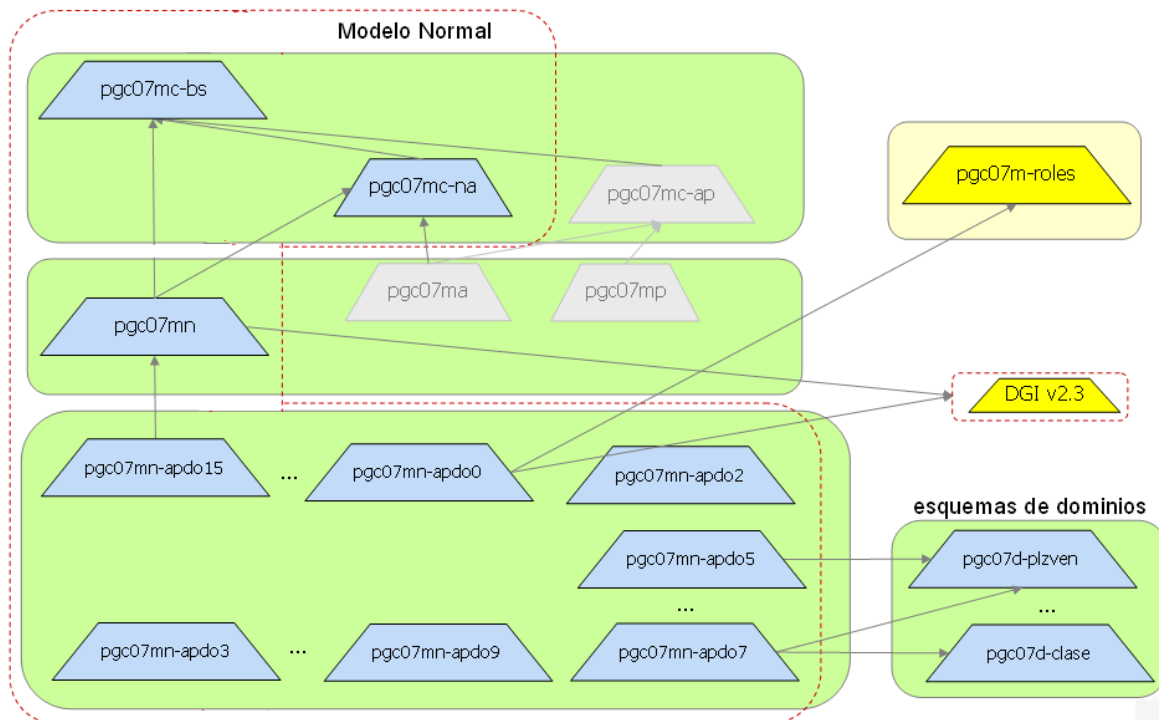 Modelo Normal
pgc07mc-bs
pgc07mc-na
pgc07mc-ap
pgc07m-roles
pgc07ma
pgc07mp
pgc07mn
DGI v2.3
pgc07mn-apdo15
...
pgc07mn-apdo0
pgc07mn-apdo2
esquemas de dominios
pgc07mn-apdo5
pgc07d-plzven
...
...
pgc07mn-apdo3
...
pgc07mn-apdo9
pgc07mn-apdo7
pgc07d-clase